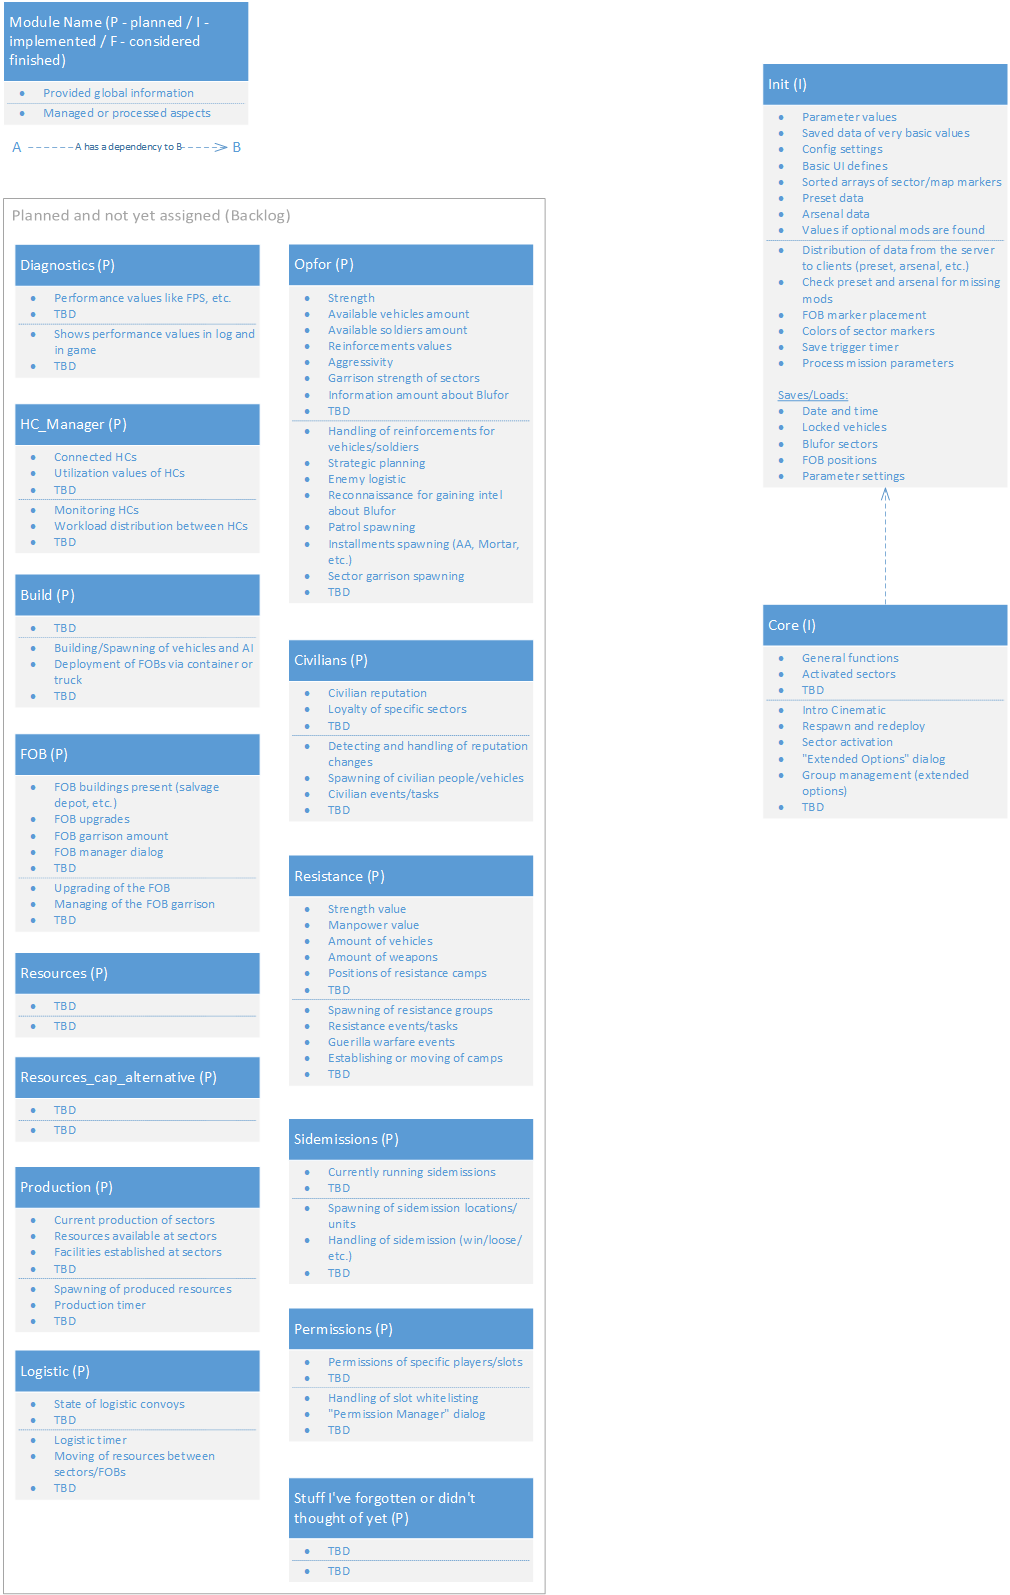 Module Name (P - planned / I -
implemented / F - considered
finished)
Provided global information
Managed or processed aspects
A
A has a dependency to B
B
Planned and not yet assigned (Backlog)
Diagnostics (P)
Performance values like FPS, etc.
TBD
Shows performance values in log and
in game
TBD
HC_Manager (P)
Connected HCs
Utilization values of HCs
TBD
Monitoring HCs
Workload distribution between HCs
TBD
Build (P)
TBD
Building/Spawning of vehicles and AI
Deployment of FOBs via container or
truck
TBD
FOB (P)
FOB buildings present (salvage
depot, etc.)
FOB upgrades
FOB garrison amount
FOB manager dialog
TBD
Upgrading of the FOB
Managing of the FOB garrison
TBD
Resources (P)
TBD
TBD
Resources_cap_alternative (P)
TBD
TBD
Production (P)
Current production of sectors
Resources available at sectors
Facilities established at sectors
TBD
Spawning of produced resources
Production timer
TBD
Logistic (P)
State of logistic convoys
TBD
Logistic timer
Moving of resources between
sectors/FOBs
TBD
Opfor (P)
Strength
Available vehicles amount
Available soldiers amount
Reinforcements values
Aggressivity
Garrison strength of sectors
Information amount about Blufor
TBD
Handling of reinforcements for
vehicles/soldiers
Strategic planning
Enemy logistic
Reconnaissance for gaining intel
about Blufor
Patrol spawning
Installments spawning (AA, Mortar,
etc.)
Sector garrison spawning
TBD
Civilians (P)
Civilian reputation
Loyalty of specific sectors
TBD
Detecting and handling of reputation
changes
Spawning of civilian people/vehicles
Civilian events/tasks
TBD
Resistance (P)
Strength value
Manpower value
Amount of vehicles
Amount of weapons
Positions of resistance camps
TBD
Spawning of resistance groups
Resistance events/tasks
Guerilla warfare events
Establishing or moving of camps
TBD
Sidemissions (P)
Currently running sidemissions
TBD
Spawning of sidemission locations/
units
Handling of sidemission (win/loose/
etc.)
TBD
Permissions (P)
Permissions of specific players/slots
TBD
Handling of slot whitelisting
"Permission Manager" dialog
TBD
Stuff I've forgotten or didn't
thought of yet (P)
TBD
TBD
Init (I)
Parameter values
Saved data of very basic values
Config settings
Basic UI defines
Sorted arrays of sector/map markers
Preset data
Arsenal data
Values if optional mods are found
Distribution of data from the server
to clients (preset, arsenal, etc.)
Check preset and arsenal for missing
mods
FOB marker placement
Colors of sector markers
Save trigger timer
Process mission parameters
Saves/Loads:
Date and time
Locked vehicles
Blufor sectors
FOB positions
Parameter settings
Core (I)
General functions
Activated sectors
TBD
Intro Cinematic
Respawn and redeploy
Sector activation
"Extended Options" dialog
Group management (extended
options)
TBD